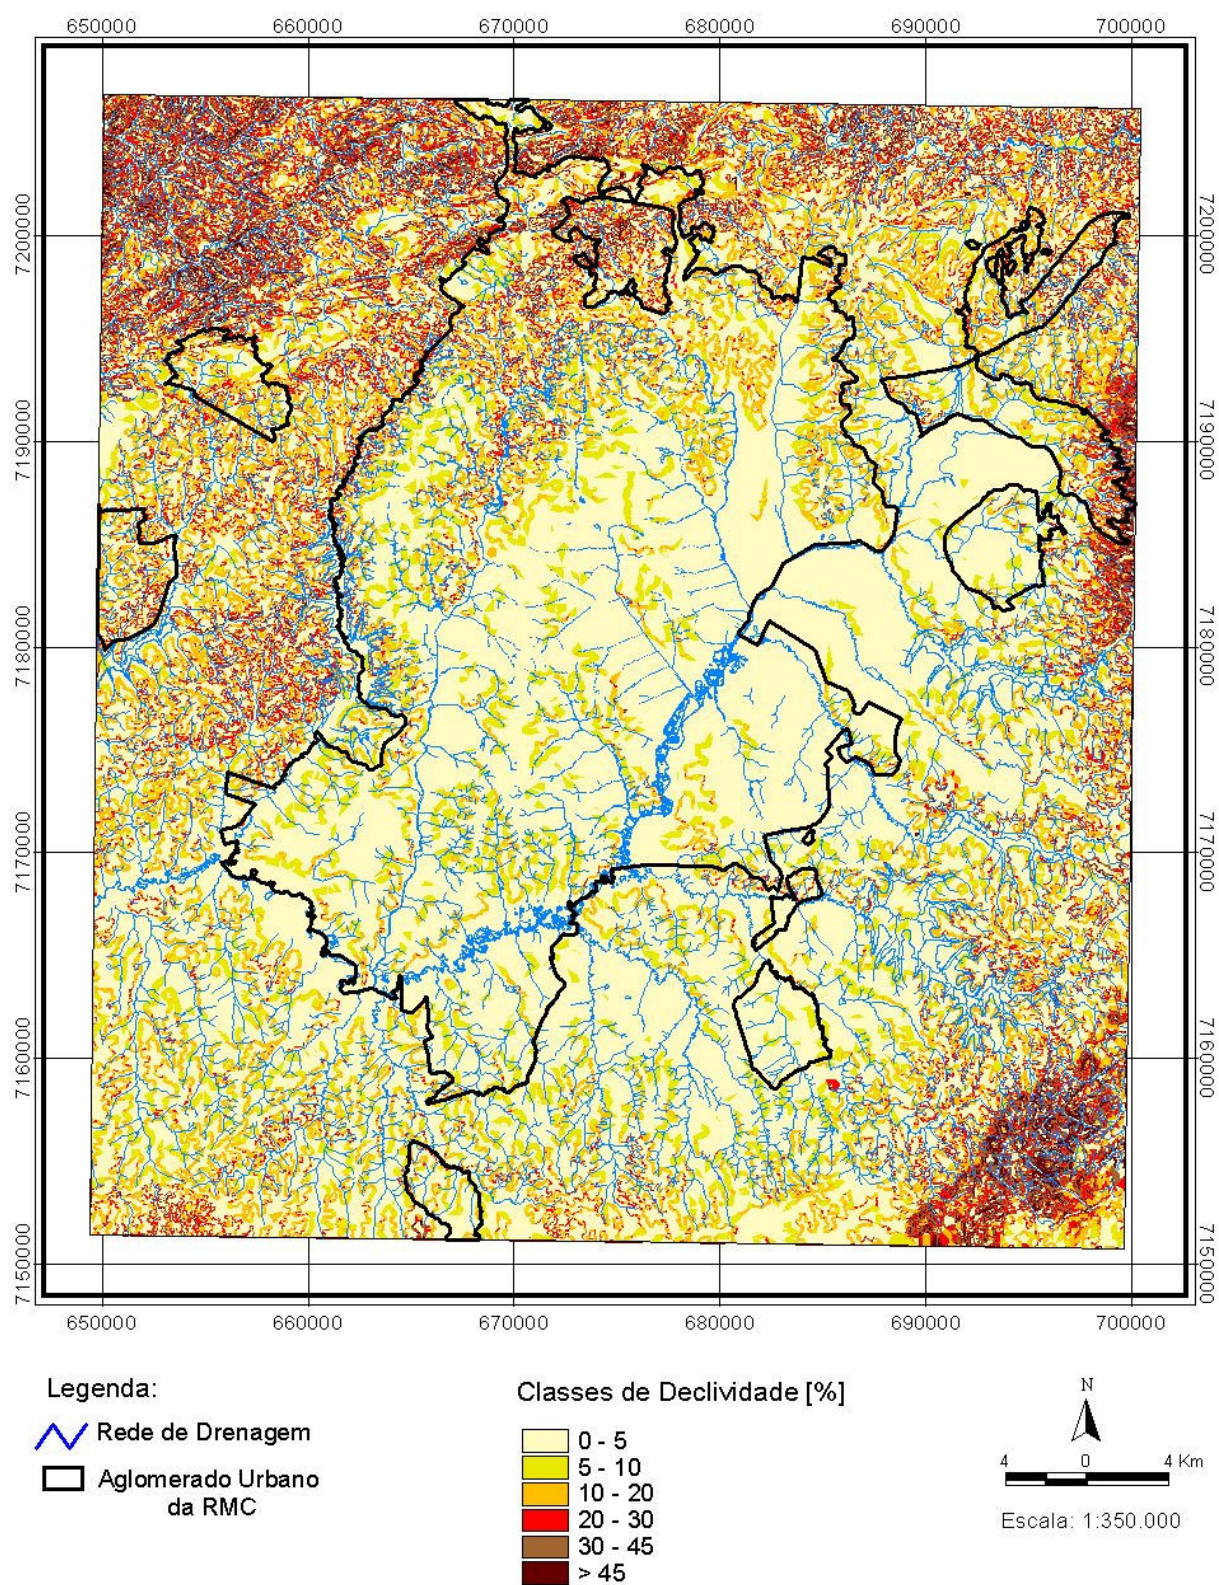 650000 660000 670000 680000 690000 700000
7200000
7190000
7180000
7170000
7160000
7150000
7200000
7190000
7180000
7170000
7160000
7150000
650000 660000 670000 680000 690000 700000
Legenda:
Rede de Drenagem
Aglomerado Urbano
da RMC
Classes de Declividade [%]
0 - 5
5 - 10
10 - 20
20 - 30
30 - 45
> 45
N
4 0 4 Km
Escala: 1:350.000